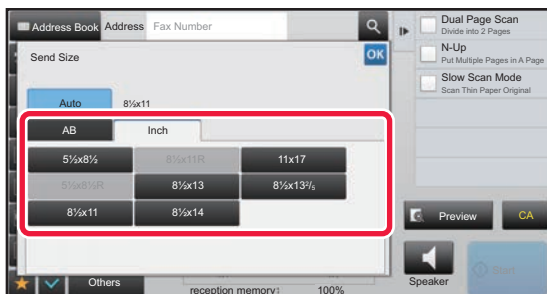 Address Book Address Fax Number
Dual Page Scan
Divide into 2 Pages
Send Size OK
N-Up
Put Multiple Pages in A Page
Slow Scan Mode
Scan Thin Paper Original
Auto 8½x11
AB Inch
5½x8½ 8½x11R 11x17
5½x8½R 8½x13 8½x13²/₅
8½x11 8½x14
Preview CA
Others
reception memory: 100%
Speaker
Start